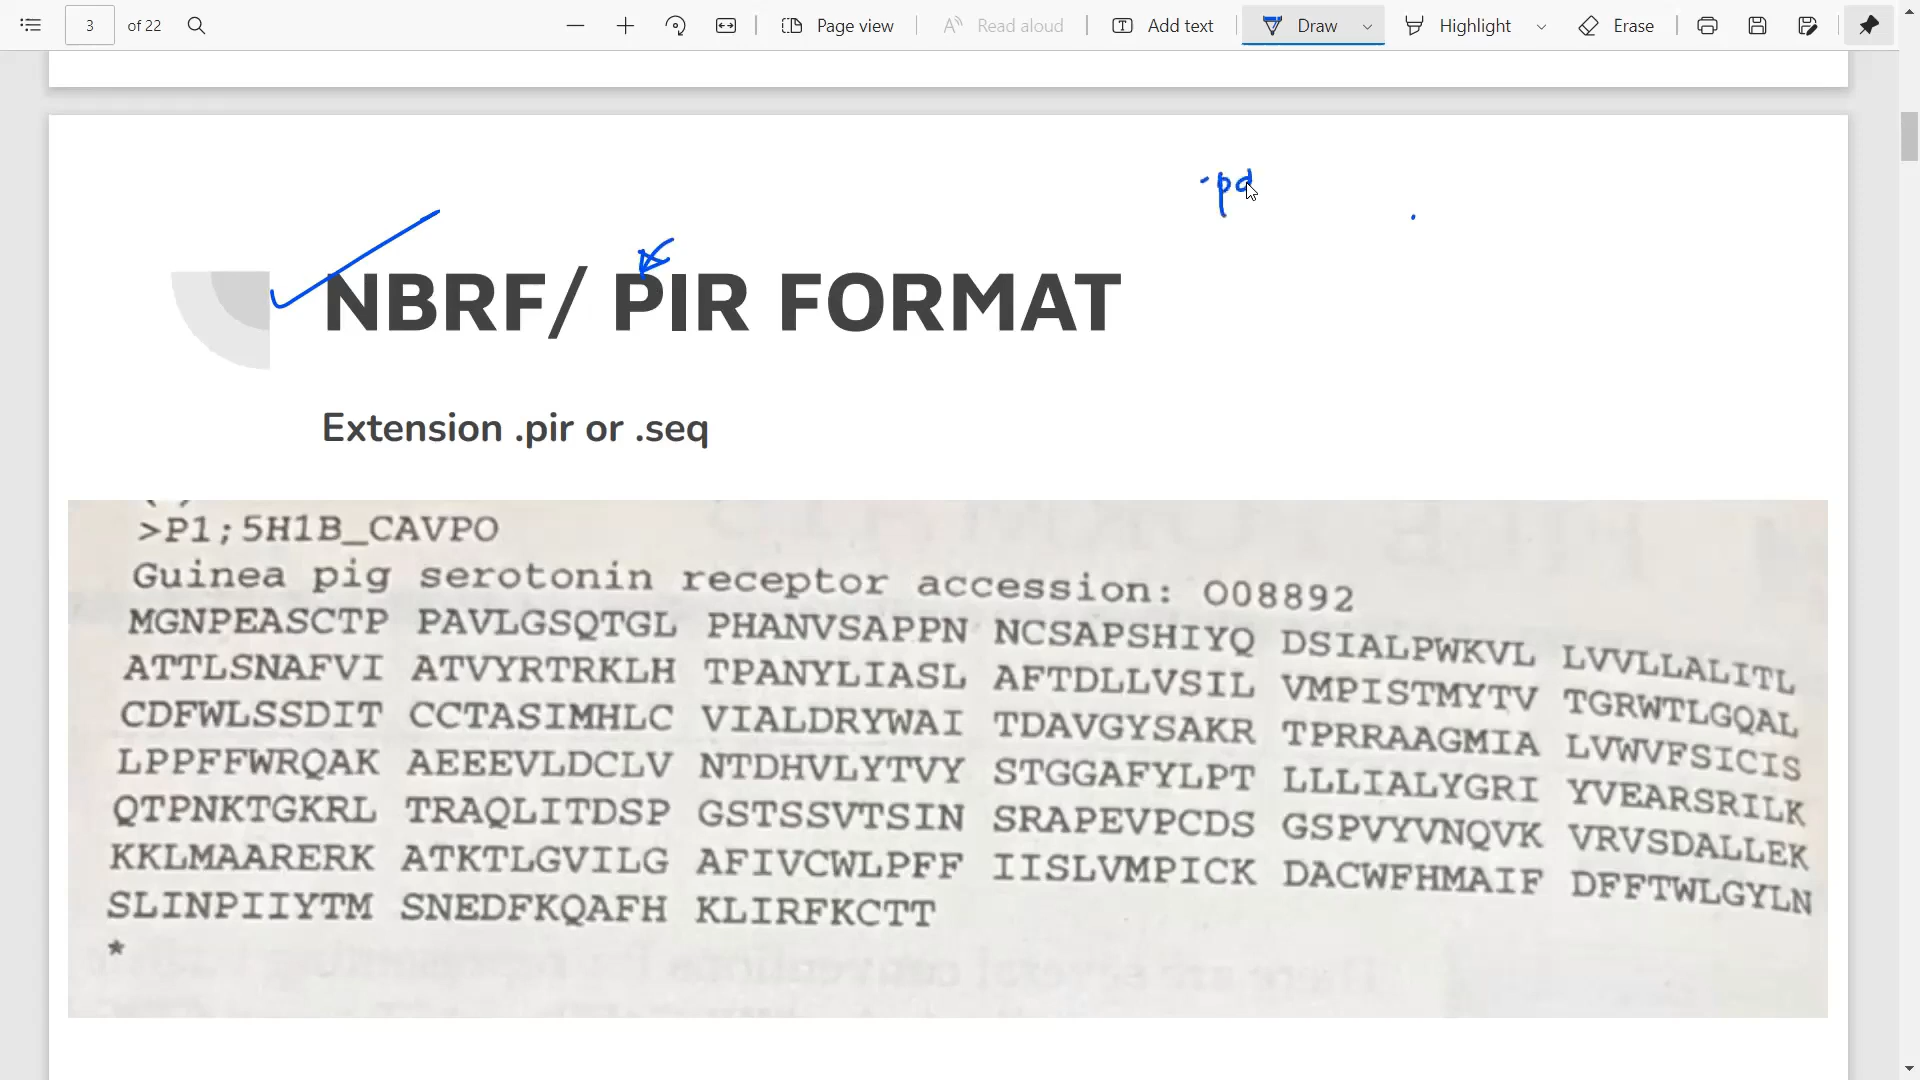 3 of 22 Page view Read aloud Add text Draw Highlight Erase
.pd
NBRF/ PIR FORMAT
Extension .pir or .seq
>P1;5H1B_CAVPO
Guinea pig serotonin receptor accession: O08892
MGNPEASCTP PPAVLGSQTGL PHANVSAPPN NCSAPSHIYQ DSIALPWKVL LVVLLALITL
ATTLSNAFVI ATVYRTRKLH TPANYLIASL AFTDLLVSIL VMPISTMYTV TGRWTLGQAL
CDFWLSSDIT CCTASIMHLC VIALDRYWAI TDAVGYSAKR TPRRAAGMIA LVWVFSICIS
LPPFFWRQAK AEEEVLDCLV NTDHVLYTVY STGGAFYLPT LLLIALYGRI YVEARSRILK
QTPNKTGKRL TRAQLITDSP GSTSSVTSIN SRAPEVPCDS GSPVYVNQVK VRVSDALLEK
KKLMAARERK ATKTLGVILG AFIVCWLPFF IISLVMPICK DACWFHMAIF DFFTWLGYLN
SLINPIIYTM SNEDFKQAFH KLIRFKCTT
*